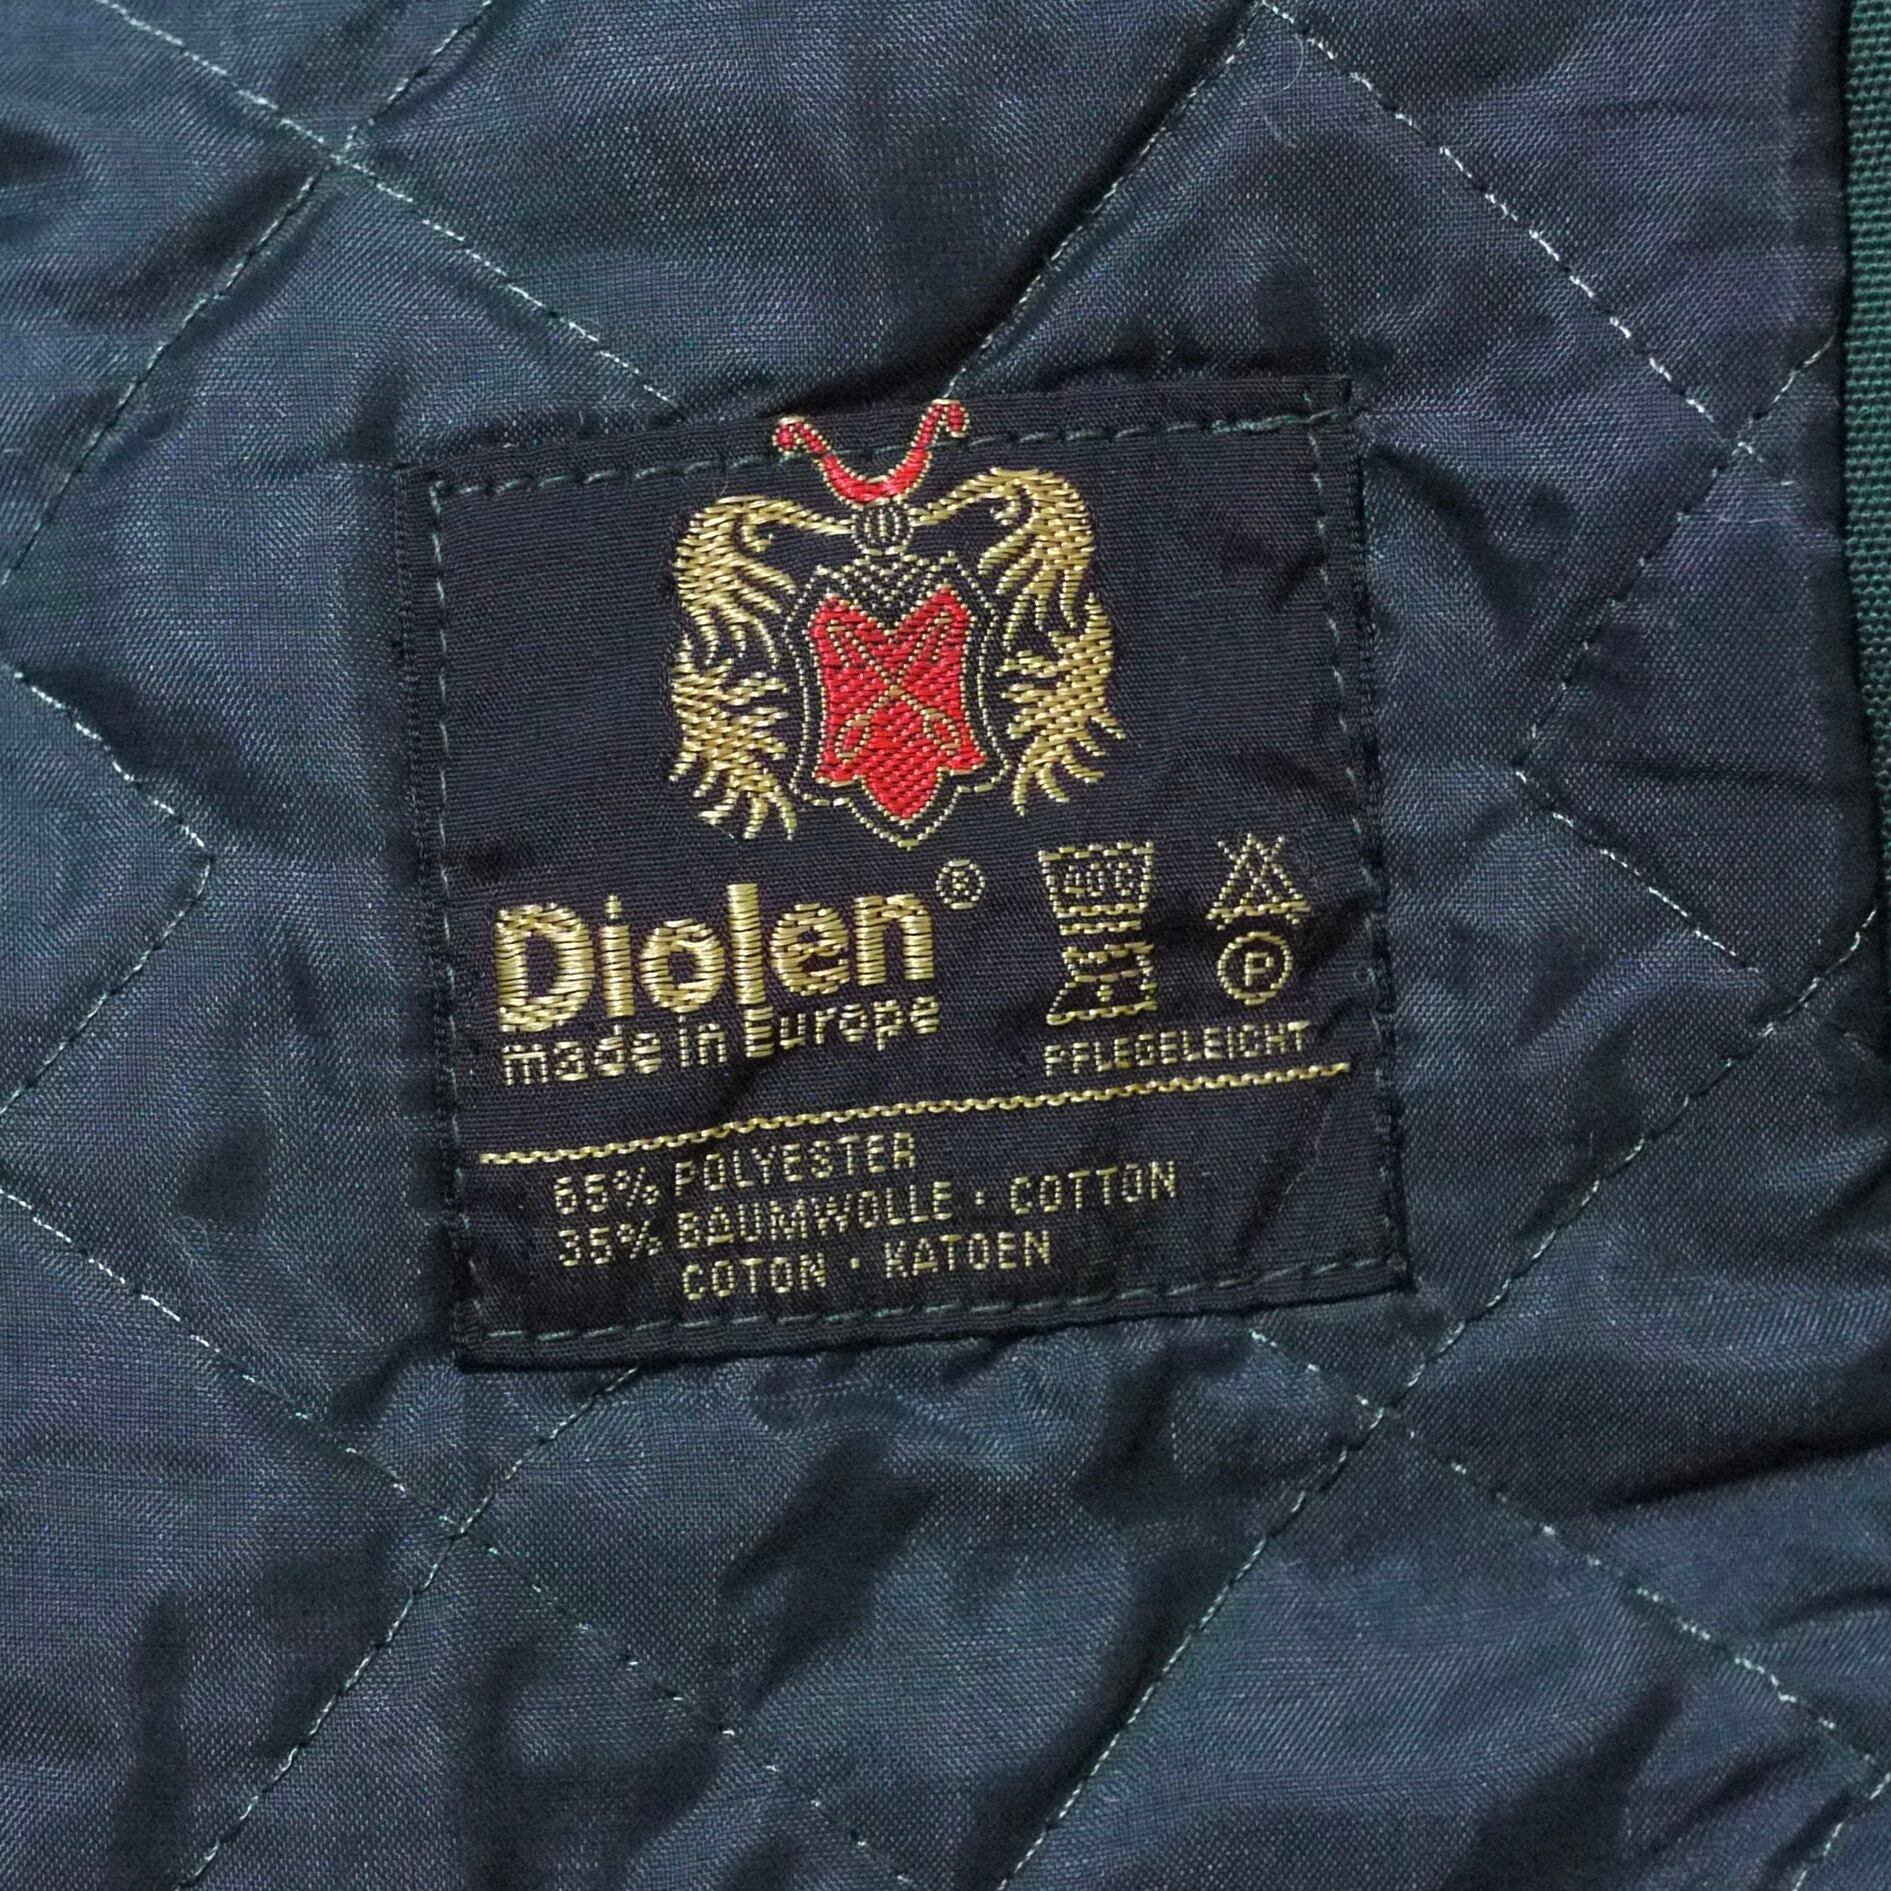 Diolen®
made in Europe
40°C
P
PFLEGELEICHT
65% POLYESTER
35% BAUMWOLLE · COTTON
COTON · KATOEN